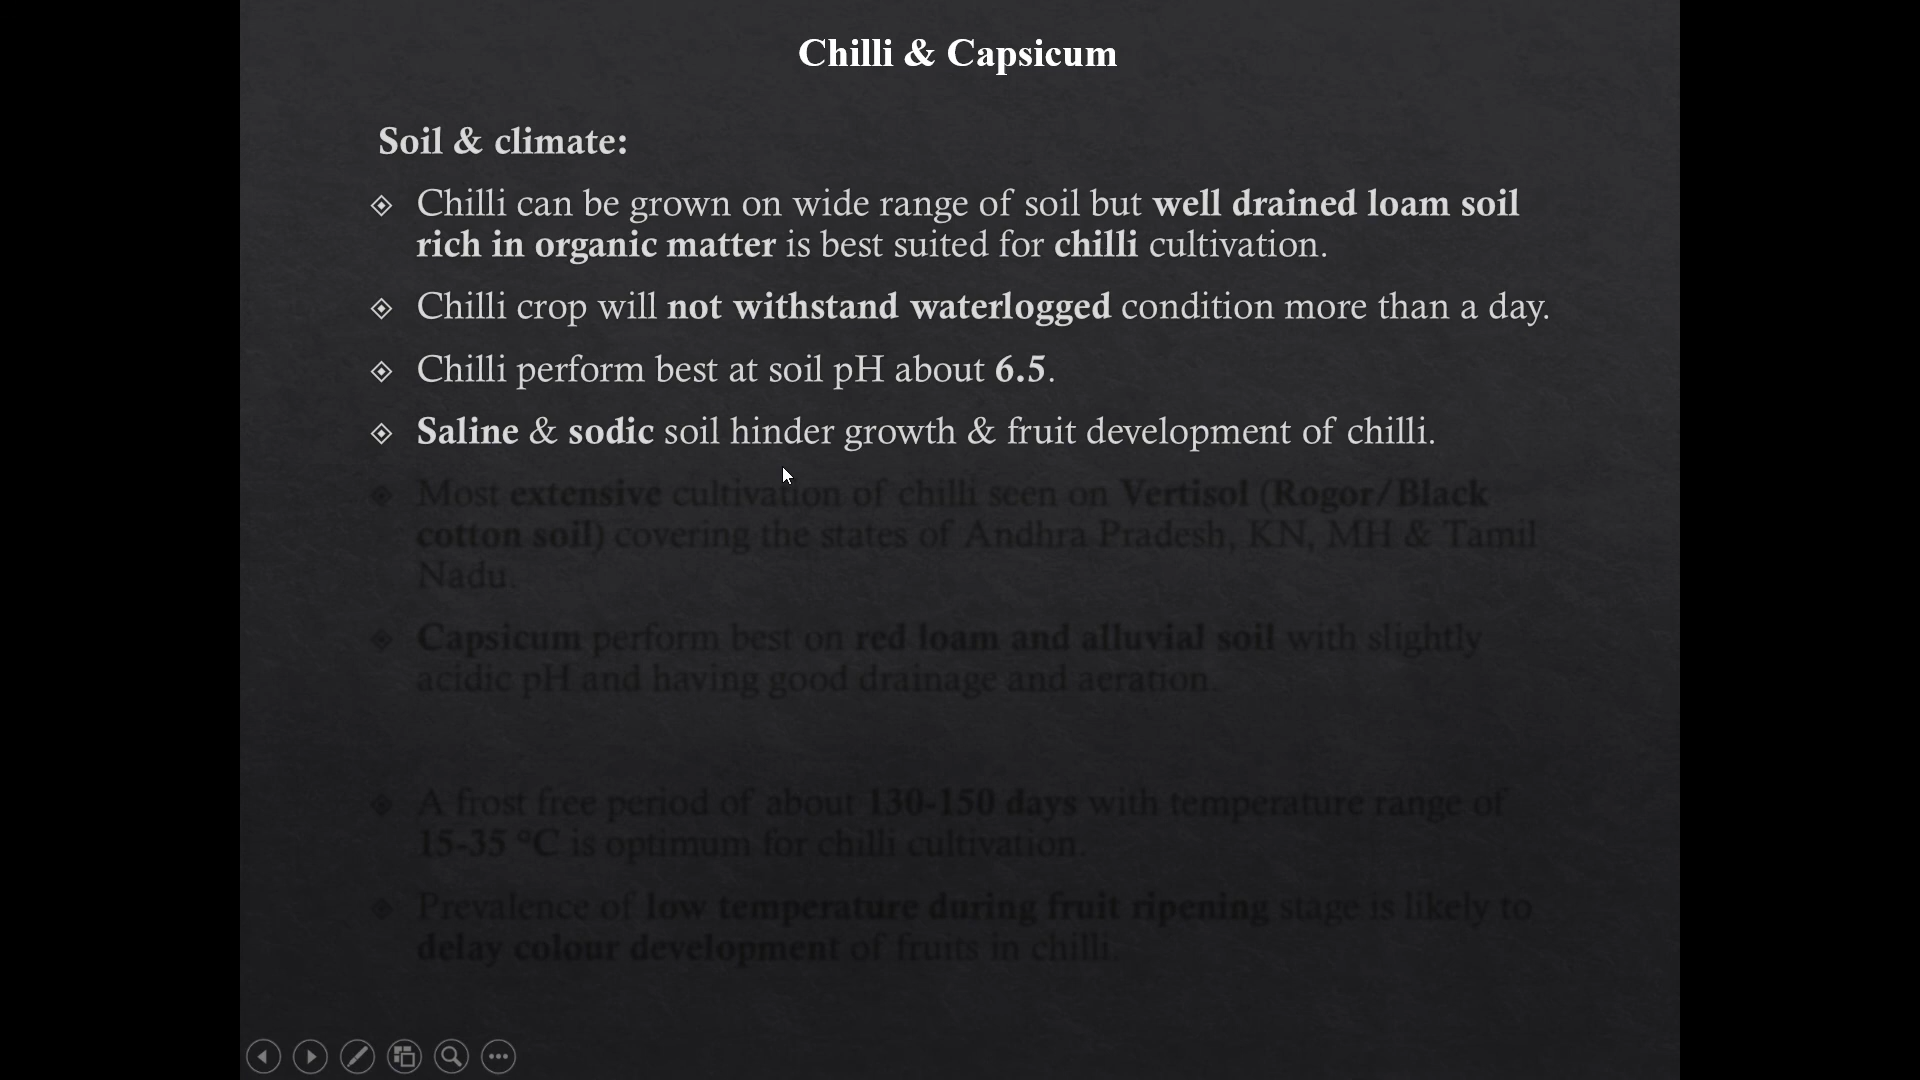 Chilli & Capsicum
Soil & climate:
Chilli can be grown on wide range of soil but well drained loam soil
rich in organic matter is best suited for chilli cultivation.
Chilli crop will not withstand waterlogged condition more than a day.
Chilli perform best at soil pH about 6.5.
Saline & sodic soil hinder growth & fruit development of chilli.
Most extensive cultivation of chilli seen on Vertisol (Rogor/Black
cotton soil) covering the states of Andhra Pradesh, KN, MH & Tamil
Nadu.
Capsicum perform best on red loam and alluvial soil with slightly
acidic pH and having good drainage and aeration.
A frost free period of about 130-150 days with temperature range of
15-35 °C is optimum for chilli cultivation.
Prevalence of low temperature during fruit ripening stage is likely to
delay colour development of fruits in chilli.